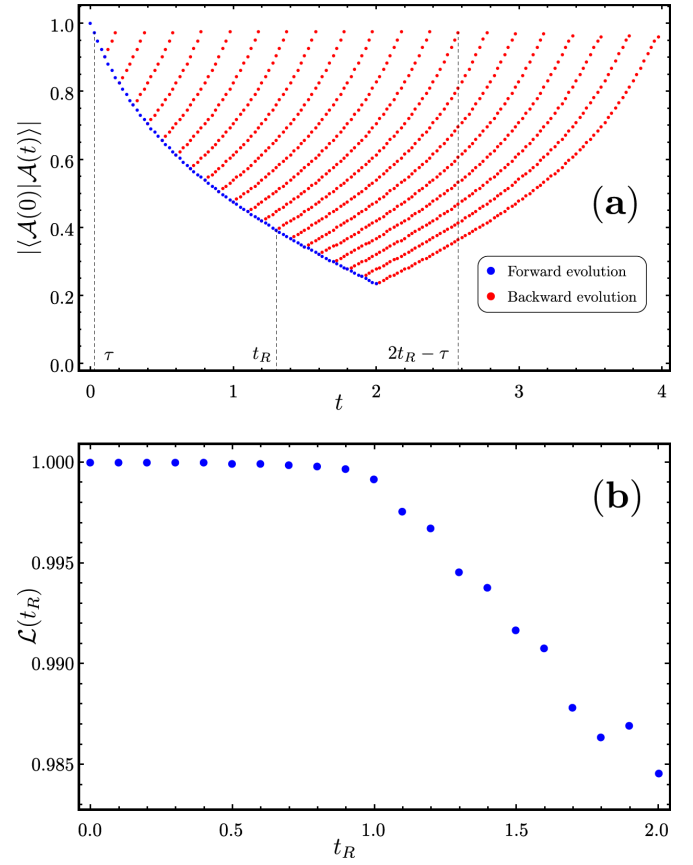 1.0
0.8
0.6
0.4
0.2
0.0
|⟨𝒜(0)|𝒜(t)⟩|
(a)
Forward evolution
Backward evolution
τ
t_R
2t_R − τ
0
1
2
3
4
t
1.000
0.995
0.990
0.985
ℒ(t_R)
(b)
0.0
0.5
1.0
1.5
2.0
t_R